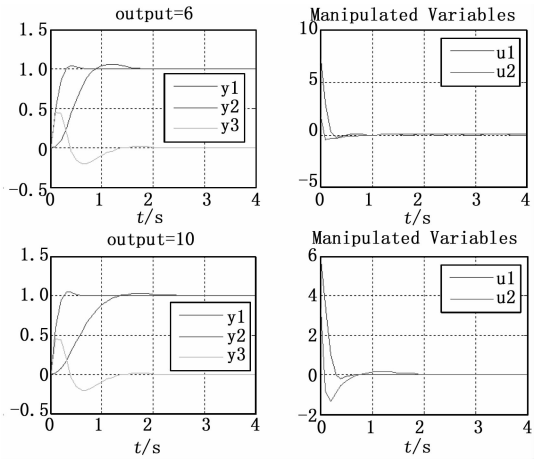 output=6
1.5
1.0
0.5
0
−0.5
0 1 2 3 4
t/s
y1
y2
y3
Manipulated Variables
10
5
0
−5
0 1 2 3 4
t/s
u1
u2
output=10
1.5
1.0
0.5
0
−0.5
0 1 2 3 4
t/s
y1
y2
y3
Manipulated Variables
6
4
2
0
−2
0 1 2 3 4
t/s
u1
u2